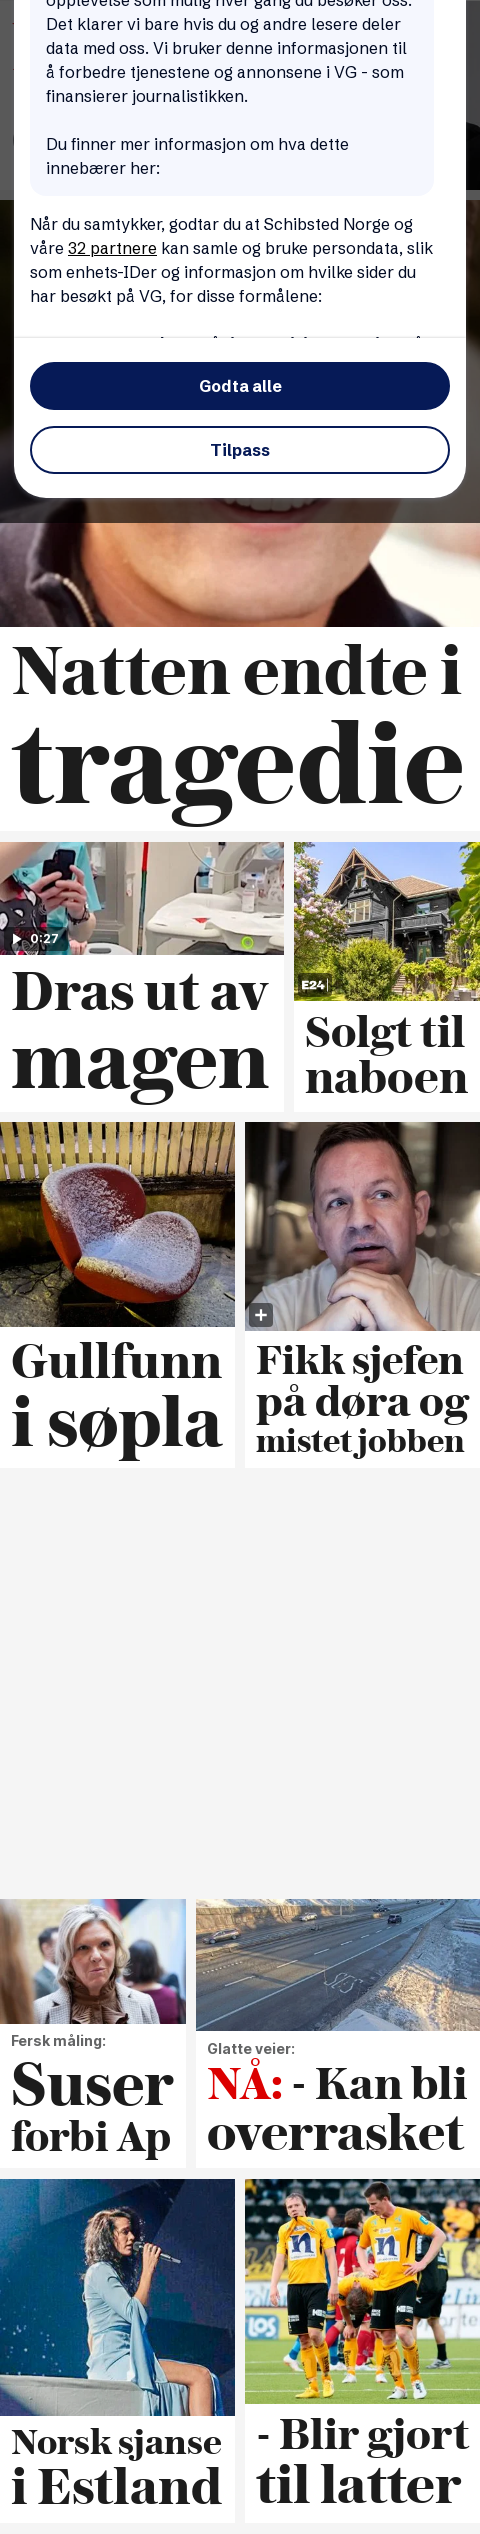 opplevelse som mulig hver gang du besøker oss.
Det klarer vi bare hvis du og andre lesere deler
data med oss. Vi bruker denne informasjonen til
å forbedre tjenestene og annonsene i VG - som
finansierer journalistikken.
Du finner mer informasjon om hva dette
innebærer her:
Når du samtykker, godtar du at Schibsted Norge og
våre 32 partnere kan samle og bruke persondata, slik
som enhets-IDer og informasjon om hvilke sider du
har besøkt på VG, for disse formålene:
Godta alle
Tilpass
Natten endte i
tragedie
0:27
Dras ut av
magen
E24
Solgt til
naboen
Gullfunn
i søpla
Fikk sjefen
på døra og
mistet jobben
Fersk måling:
Suser
forbi Ap
Glatte veier:
NÅ: - Kan bli
overrasket
Norsk sjanse
i Estland
n
n
LOS
- Blir gjort
til latter